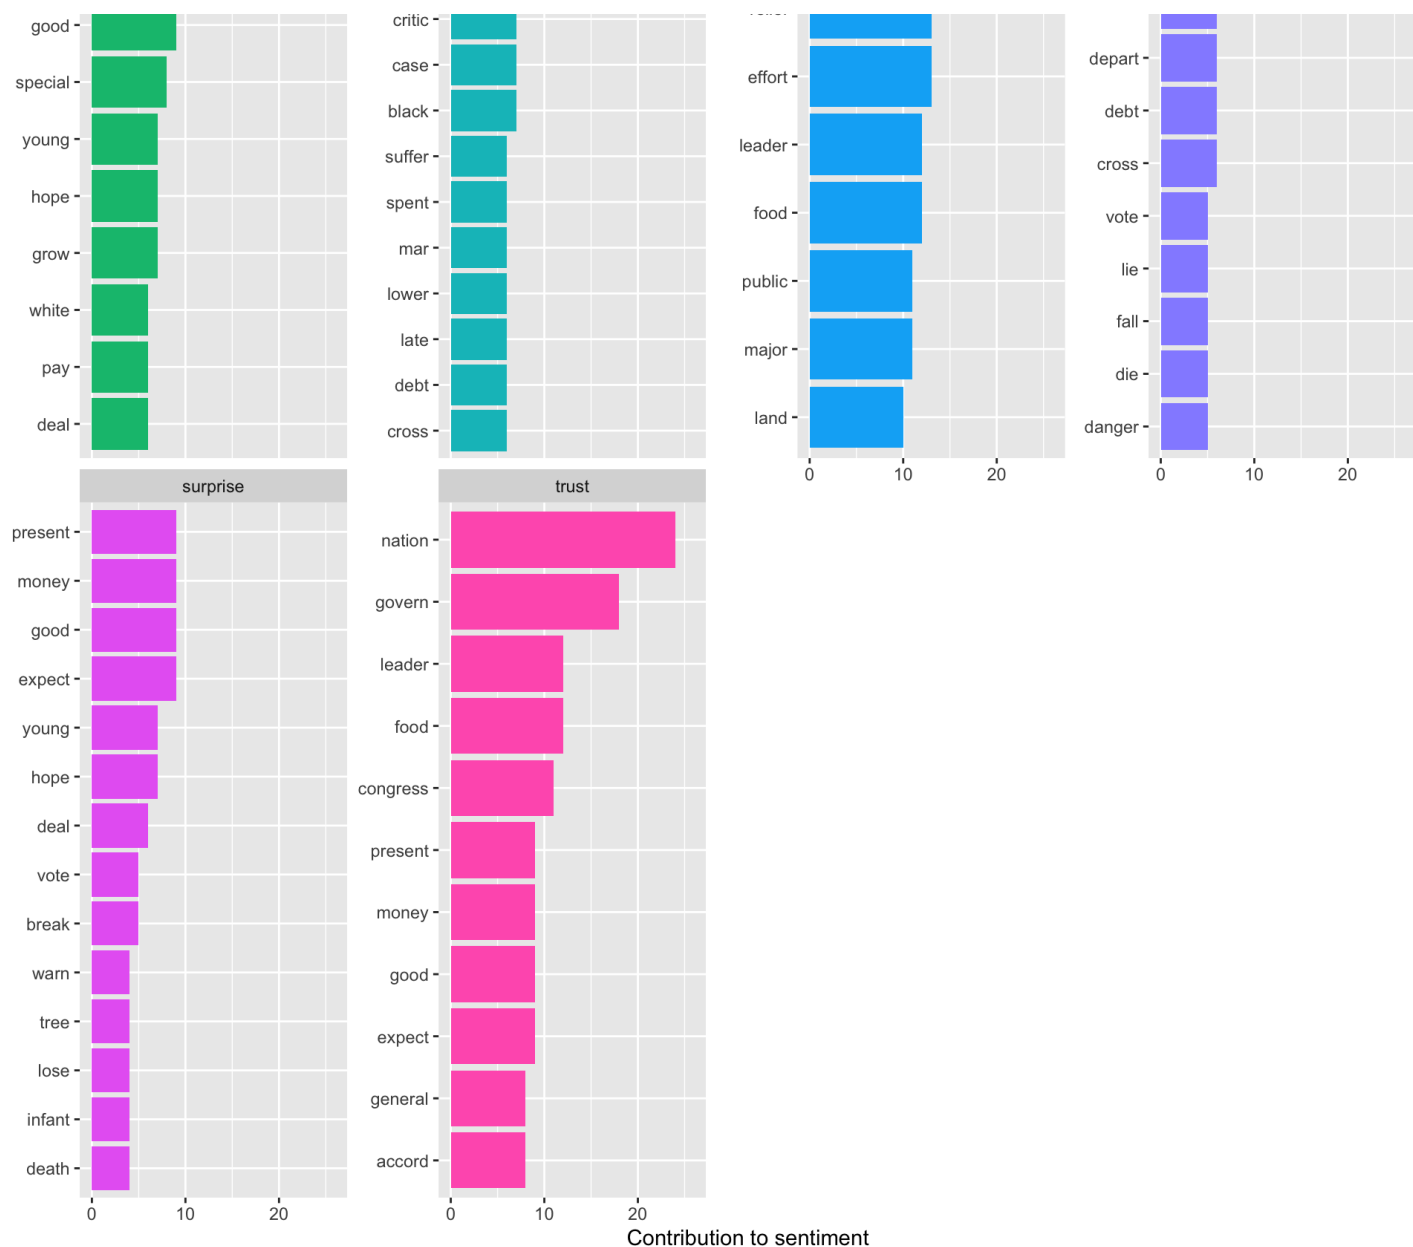 good
special
young
hope
grow
white
pay
deal
critic
case
black
suffer
spent
mar
lower
late
debt
cross
effort
leader
food
public
major
land
0 10 20
depart
debt
cross
vote
lie
fall
die
danger
0 10 20
surprise
present
money
good
expect
young
hope
deal
vote
break
warn
tree
lose
infant
death
0 10 20
trust
nation
govern
leader
food
congress
present
money
good
expect
general
accord
0 10 20
Contribution to sentiment